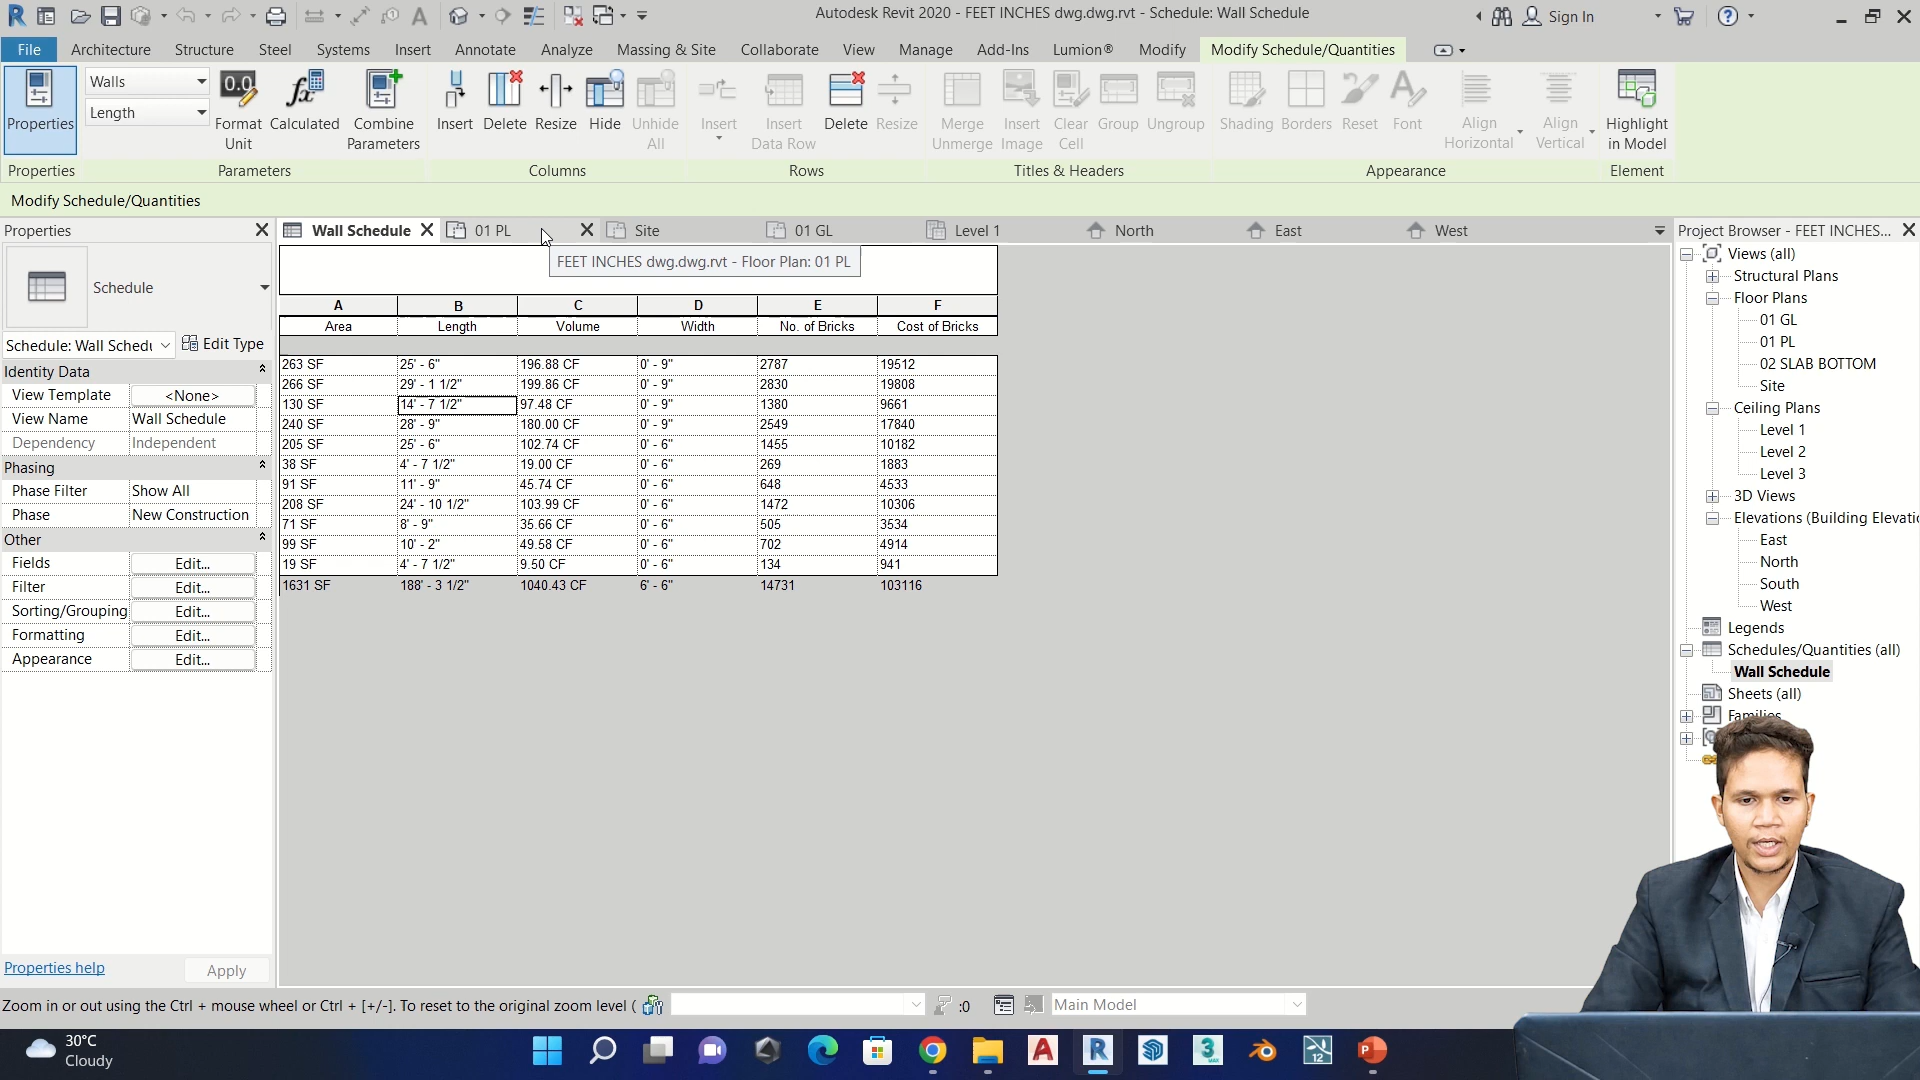 Autodesk Revit 2020 - FEET INCHES dwg.dwg.rvt - Schedule: Wall Schedule
Sign In
File Architecture Structure Steel Systems Insert Annotate Analyze Massing & Site Collaborate View Manage Add-Ins Lumion® Modify Modify Schedule/Quantities
Properties
Walls
Length
Format Unit
Calculated
Combine Parameters
Insert
Delete
Resize
Hide
Unhide All
Insert
Insert Data Row
Delete
Resize
Merge Unmerge
Insert Image
Clear Cell
Group
Ungroup
Shading
Borders
Reset
Font
Align Horizontal
Align Vertical
Highlight in Model
Properties Parameters Columns Rows Titles & Headers Appearance Element
Modify Schedule/Quantities
Properties
Schedule
Schedule: Wall Schedu
Edit Type
Identity Data
View Template <None>
View Name Wall Schedule
Dependency Independent
Phasing
Phase Filter Show All
Phase New Construction
Other
Fields Edit...
Filter Edit...
Sorting/Grouping Edit...
Formatting Edit...
Appearance Edit...
Properties help
Apply
Wall Schedule 01 PL Site 01 GL Level 1 North East West
FEET INCHES dwg.dwg.rvt - Floor Plan: 01 PL
A B C D E F
Area Length Volume Width No. of Bricks Cost of Bricks
263 SF 25' - 6" 196.88 CF 0' - 9" 2787 19512
266 SF 29' - 1 1/2" 199.86 CF 0' - 9" 2830 19808
130 SF 14' - 7 1/2" 97.48 CF 0' - 9" 1380 9661
240 SF 28' - 9" 180.00 CF 0' - 9" 2549 17840
205 SF 25' - 6" 102.74 CF 0' - 6" 1455 10182
38 SF 4' - 7 1/2" 19.00 CF 0' - 6" 269 1883
91 SF 11' - 9" 45.74 CF 0' - 6" 648 4533
208 SF 24' - 10 1/2" 103.99 CF 0' - 6" 1472 10306
71 SF 8' - 9" 35.66 CF 0' - 6" 505 3534
99 SF 10' - 2" 49.58 CF 0' - 6" 702 4914
19 SF 4' - 7 1/2" 9.50 CF 0' - 6" 134 941
1631 SF 188' - 3 1/2" 1040.43 CF 6' - 6" 14731 103116
Project Browser - FEET INCHES...
Views (all)
Structural Plans
Floor Plans
01 GL
01 PL
02 SLAB BOTTOM
Site
Ceiling Plans
Level 1
Level 2
Level 3
3D Views
Elevations (Building Elevatio
East
North
South
West
Legends
Schedules/Quantities (all)
Wall Schedule
Sheets (all)
Families
Zoom in or out using the Ctrl + mouse wheel or Ctrl + [+/-]. To reset to the original zoom level (
:0
Main Model
30°C
Cloudy